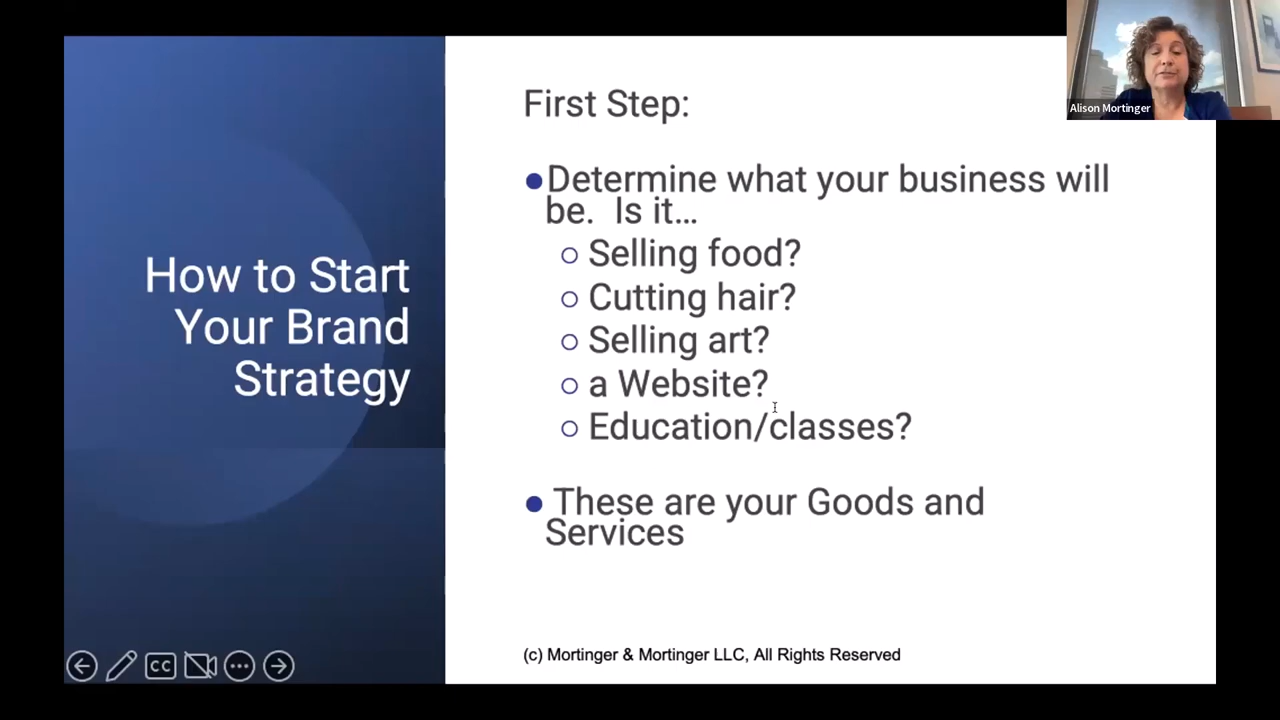 How to Start
Your Brand
Strategy
First Step:
●Determine what your business will
be.  Is it…
○ Selling food?
○ Cutting hair?
○ Selling art?
○ a Website?
○ Education/classes?
● These are your Goods and
Services
(c) Mortinger & Mortinger LLC, All Rights Reserved
CC
Alison Mortinger